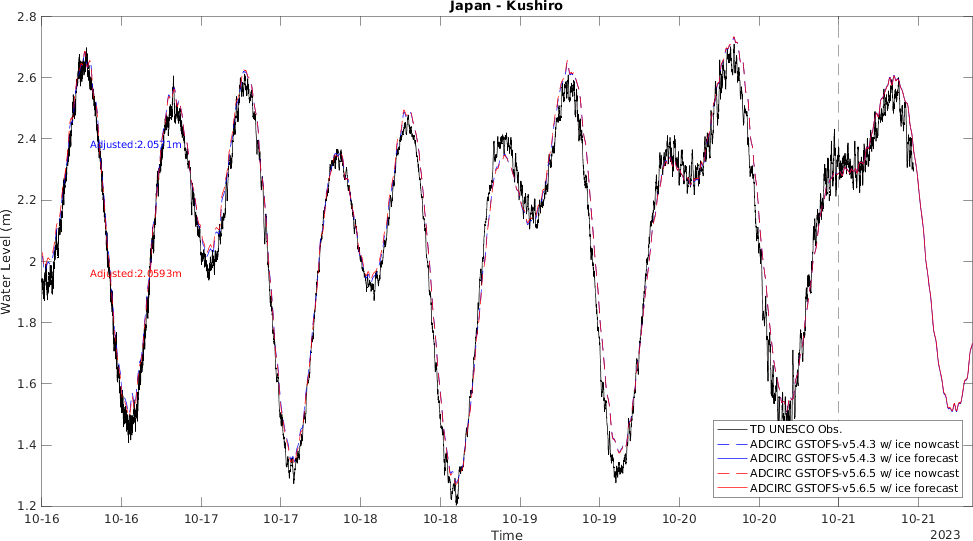 Japan - Kushiro
2.8
2.6
2.4
2.2
2
1.8
1.6
1.4
1.2
Water Level (m)
Adjusted:2.0521m
Adjusted:2.0593m
TD UNESCO Obs.
ADCIRC GSTOFS-v5.4.3 w/ ice nowcast
ADCIRC GSTOFS-v5.4.3 w/ ice forecast
ADCIRC GSTOFS-v5.6.5 w/ ice nowcast
ADCIRC GSTOFS-v5.6.5 w/ ice forecast
10-16 10-16 10-17 10-17 10-18 10-18 10-19 10-19 10-20 10-20 10-21 10-21
2023
Time